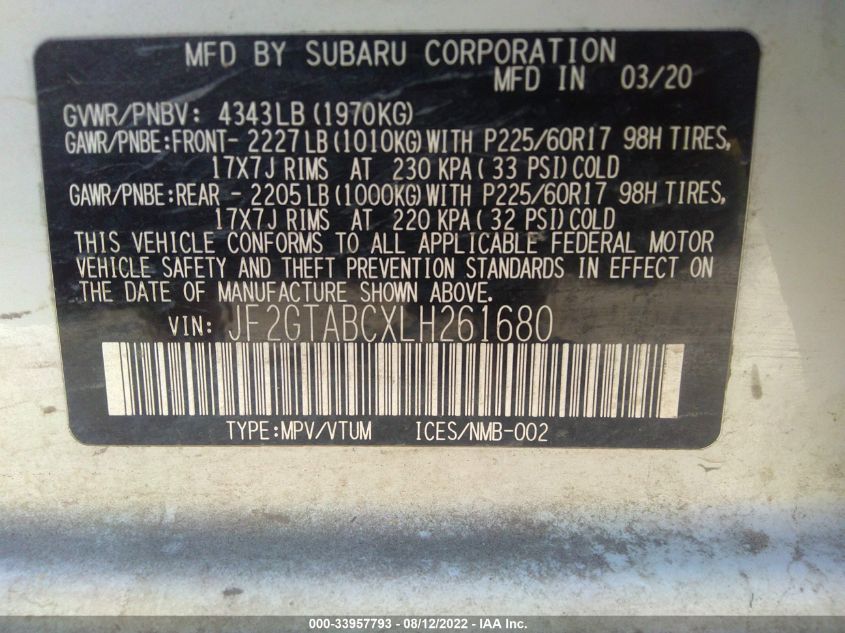 MFD BY SUBARU CORPORATION
MFD IN 03/20
GVWR/PNBV: 4343LB (1970KG)
GAWR/PNBE:FRONT- 2227LB(1010KG)WITH P225/60R17 98H TIRES,
17X7J RIMS AT 230 KPA( 33 PSI)COLD
GAWR/PNBE:REAR - 2205LB(1000KG)WITH P225/60R17 98H TIRES,
17X7J RIMS AT 220 KPA( 32 PSI)COLD
THIS VEHICLE CONFORMS TO ALL APPLICABLE FEDERAL MOTOR
VEHICLE SAFETY AND THEFT PREVENTION STANDARDS IN EFFECT ON
THE DATE OF MANUFACTURE SHOWN ABOVE.
VIN: JF2GTABCXLH261680
TYPE:MPV/VTUM ICES/NMB-002
000-33957793 - 08/12/2022 - IAA Inc.